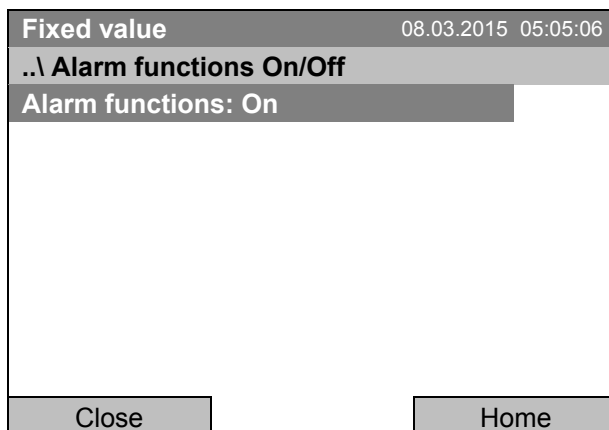 Fixed value 08.03.2015 05:05:06
..\ Alarm functions On/Off
Alarm functions: On
Close Home